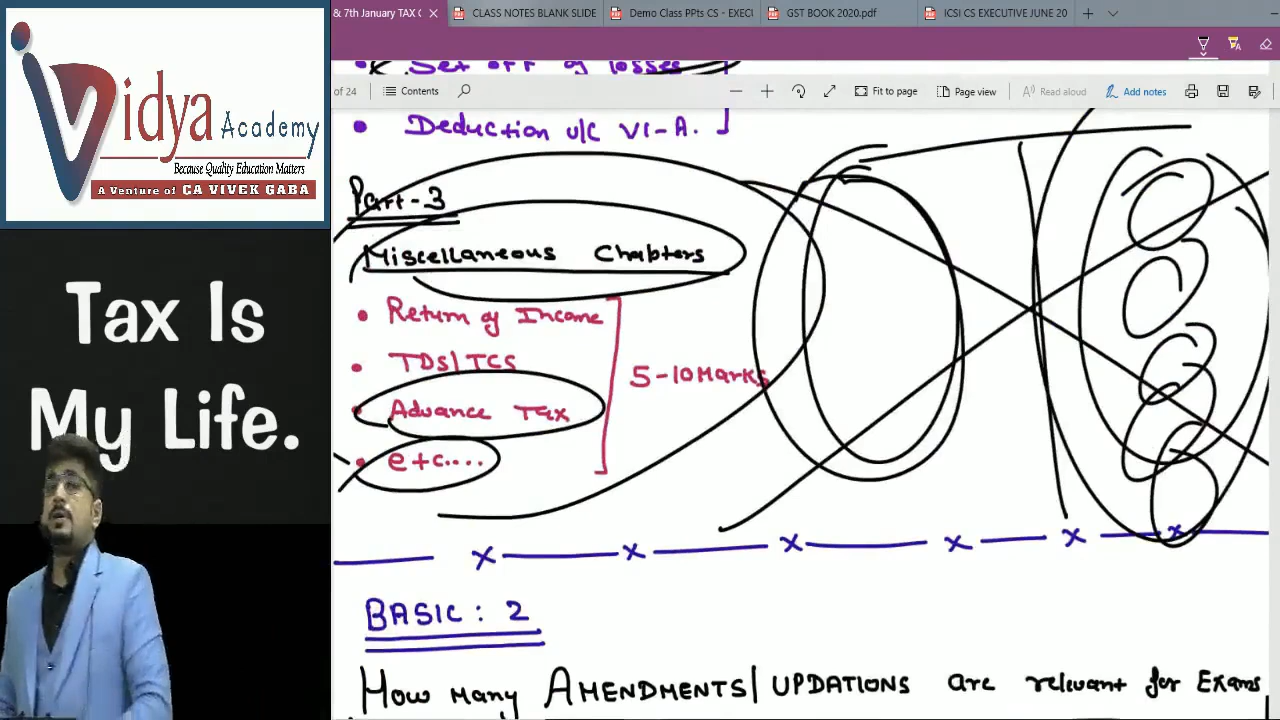 & 7th January TAX C
CLASS NOTES BLANK SLIDE
Demo Class PPts CS - EXECU
GST BOOK 2020.pdf
ICSI CS EXECUTIVE JUNE 20
of 24
Contents
Fit to page
Page view
Read aloud
Add notes
Vidya Academy
Because Quality Education Matters
A Venture of CA VIVEK GABA
Tax Is
My Life.
• Set off of losses
• Deduction u/c VI-A.
Part-3
Miscellaneous Chapters
• Return of Income
• TDS/TCS
• Advance Tax
• etc....
5-10 Marks
BASIC: 2
How many AMENDMENTS/ UPDATIONS are relevant for Exams